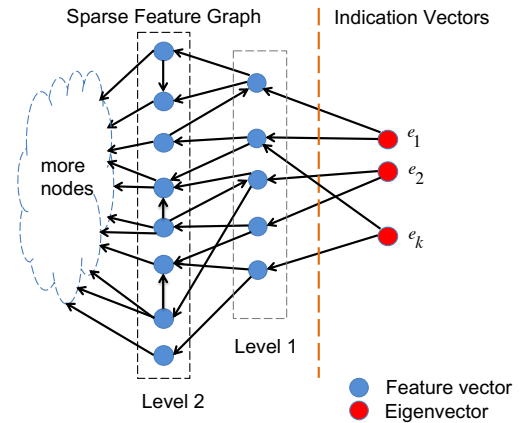 Sparse Feature Graph
Indication Vectors
more
nodes
e1
e2
ek
Level 1
Level 2
Feature vector
Eigenvector